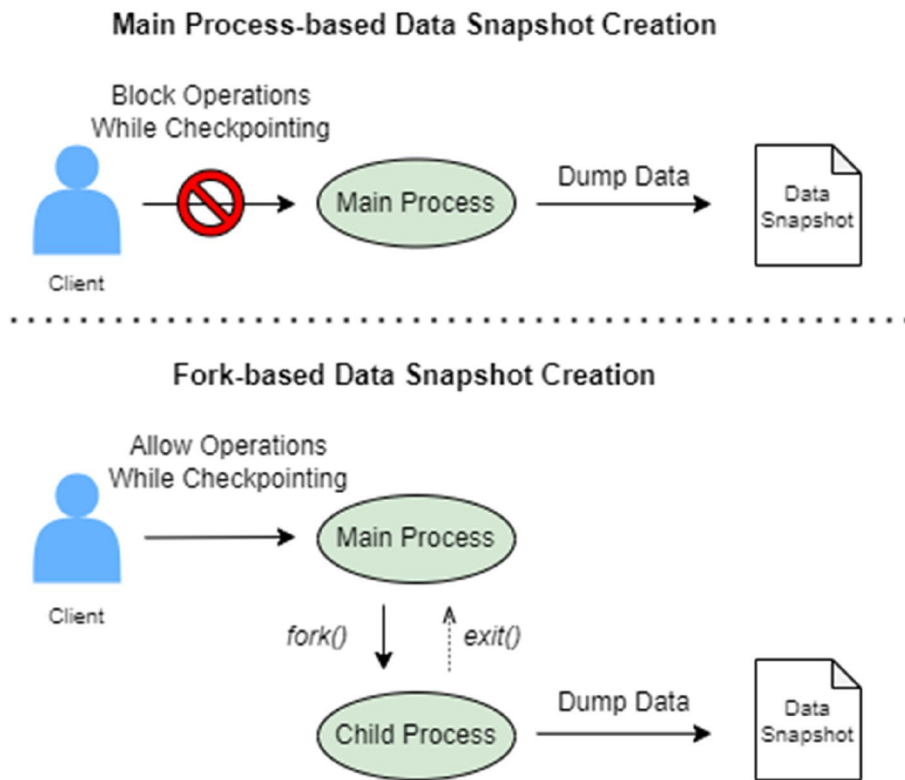 Main Process-based Data Snapshot Creation
Block Operations
While Checkpointing
Main Process
Dump Data
Data
Snapshot
Client
Fork-based Data Snapshot Creation
Allow Operations
While Checkpointing
Main Process
Client
fork()
exit()
Child Process
Dump Data
Data
Snapshot